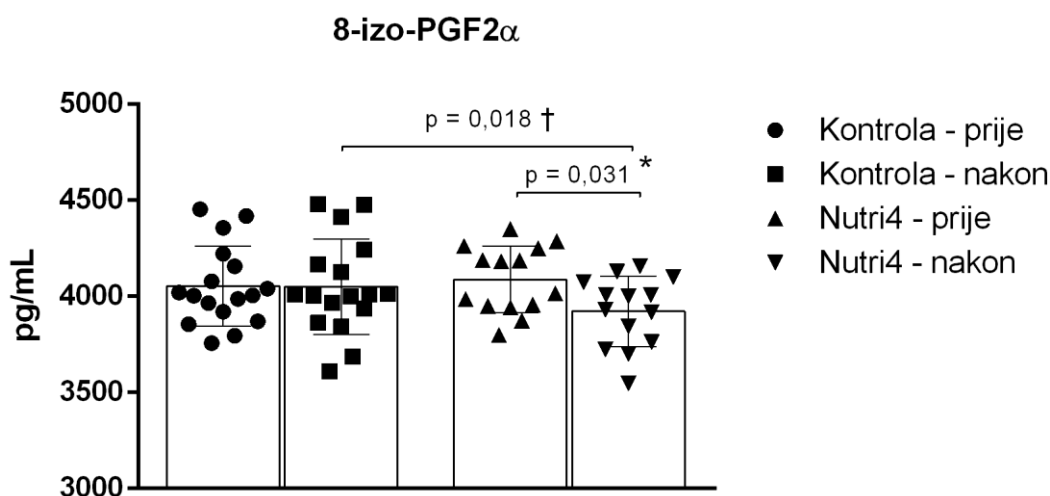 8-izo-PGF2α
5000
4500
4000
3500
3000
pg/mL
p = 0,018 †
p = 0,031 *
Kontrola - prije
Kontrola - nakon
Nutri4 - prije
Nutri4 - nakon